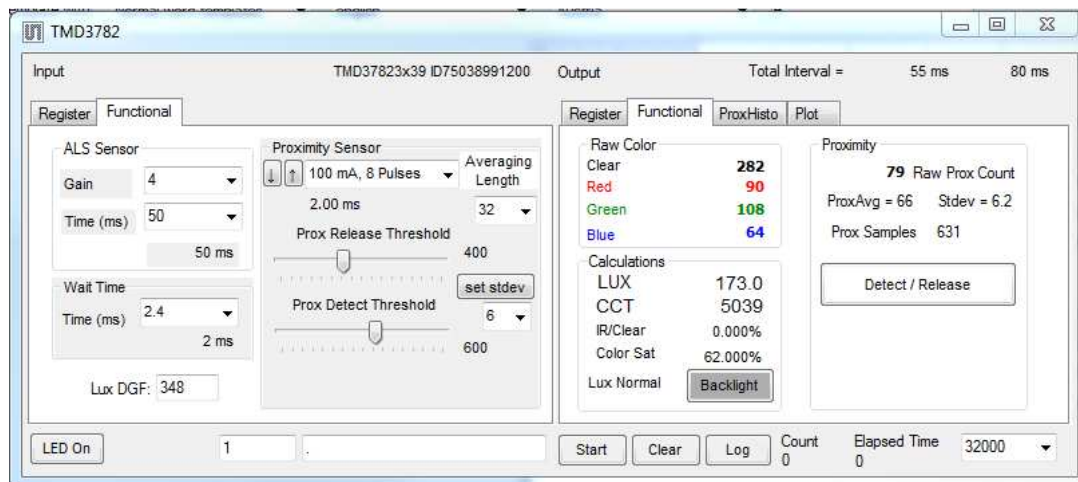 TMD3782
Input TMD37823x39 ID75038991200 Output Total Interval = 55 ms 80 ms
Register Functional
ALS Sensor
Gain 4
Time (ms) 50
50 ms
Wait Time
Time (ms) 2.4
2 ms
Lux DGF: 348
Proximity Sensor
↓ ↑ 100 mA, 8 Pulses
2.00 ms
Averaging
Length
32
Prox Release Threshold
400
set stdev
Prox Detect Threshold
6
600
Register Functional ProxHisto Plot
Raw Color
Clear 282
Red 90
Green 108
Blue 64
Calculations
LUX 173.0
CCT 5039
IR/Clear 0.000%
Color Sat 62.000%
Lux Normal Backlight
Proximity
79 Raw Prox Count
ProxAvg = 66 Stdev = 6.2
Prox Samples 631
Detect / Release
LED On 1 .
Start Clear Log
Count
0
Elapsed Time
0
32000